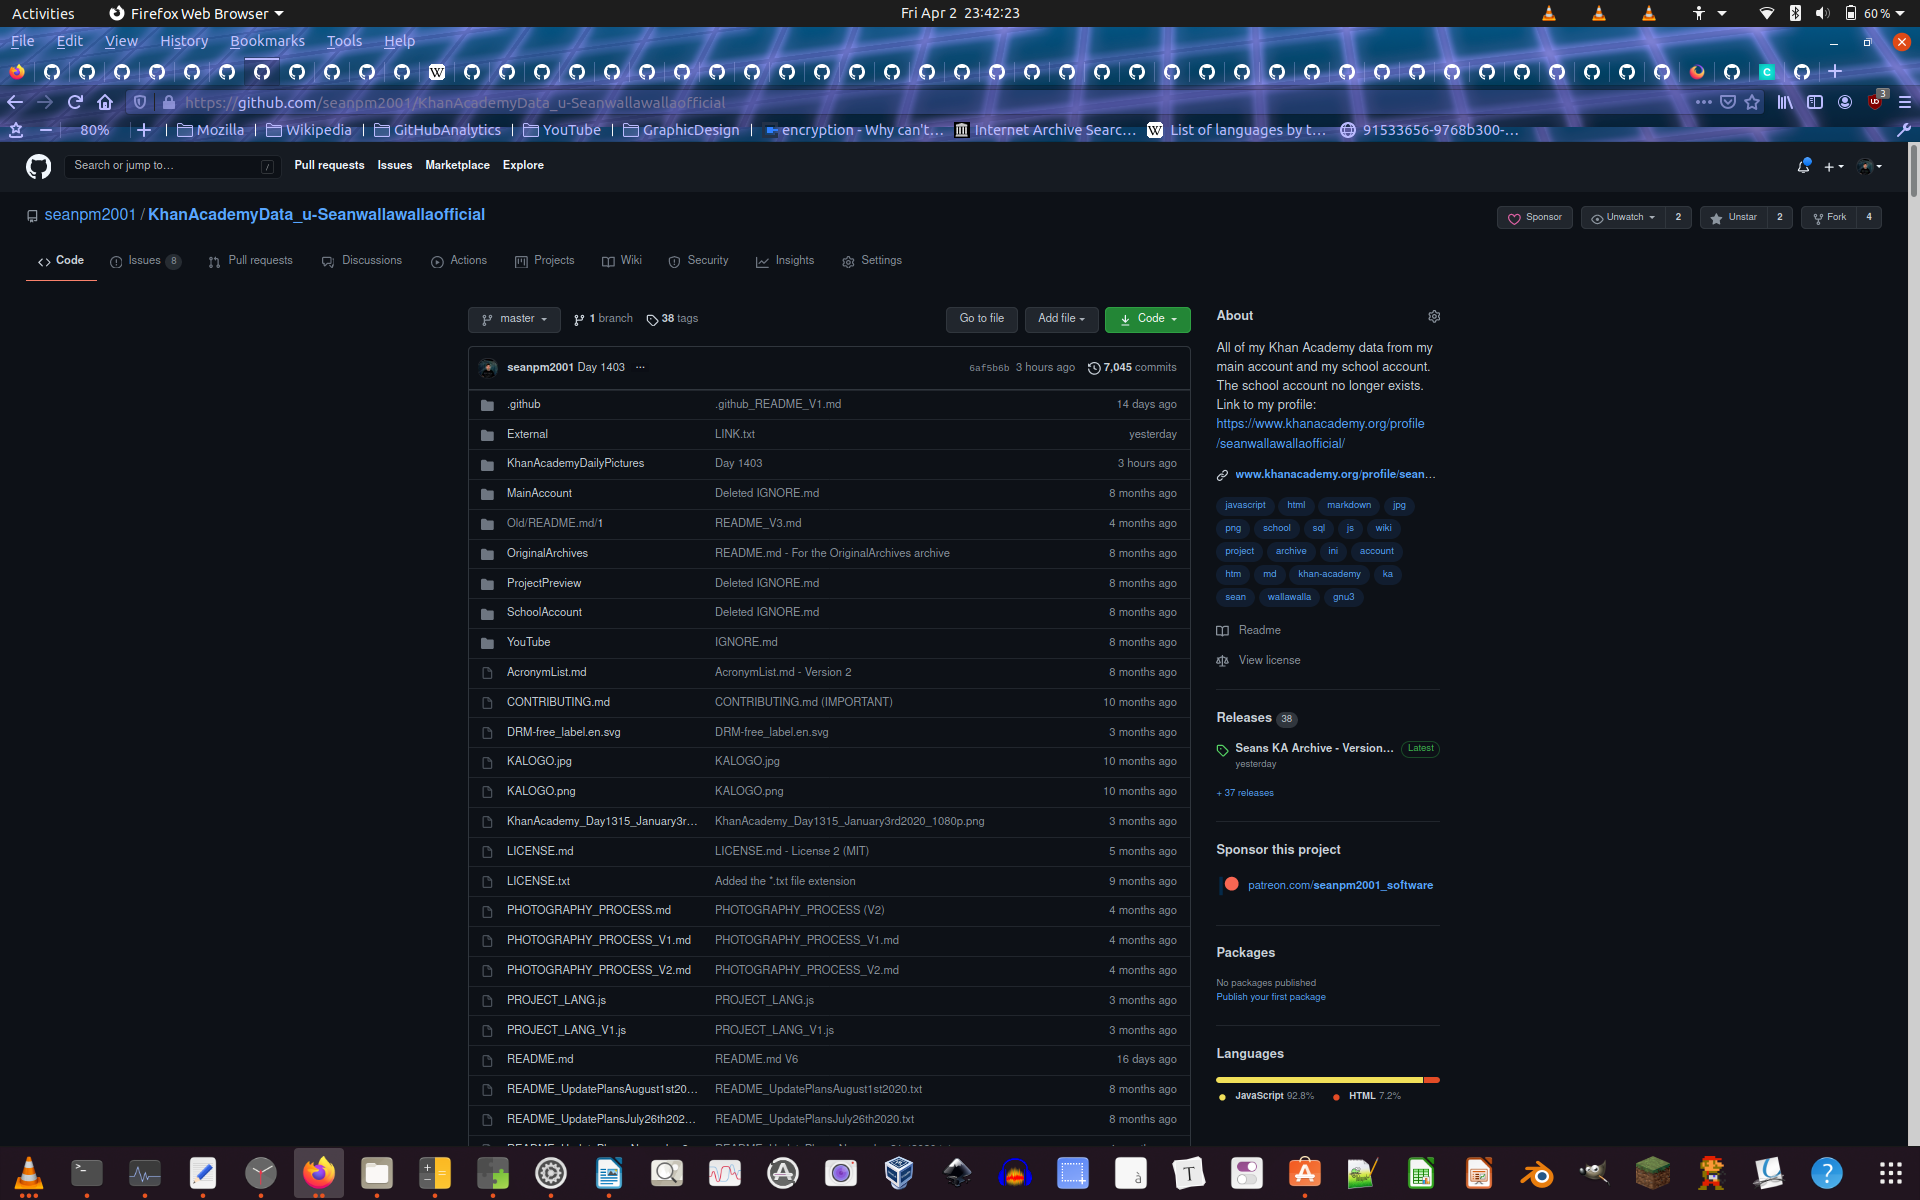 Activities Firefox Web Browser Fri Apr 2 23:42:23 60 %
File Edit View History Bookmarks Tools Help
https://github.com/seanpm2001/KhanAcademyData_u-Seanwallawallaofficial 3
80% Mozilla Wikipedia GitHubAnalytics YouTube GraphicDesign encryption - Why can't... Internet Archive Searc... List of languages by t... 91533656-9768b300-...
Search or jump to... / Pull requests Issues Marketplace Explore
seanpm2001 / KhanAcademyData_u-Seanwallawallaofficial
Sponsor Unwatch 2 Unstar 2 Fork 4
Code Issues 8 Pull requests Discussions Actions Projects Wiki Security Insights Settings
master 1 branch 38 tags Go to file Add file Code
seanpm2001 Day 1403 ... 6af5b6b 3 hours ago 7,045 commits
.github .github_README_V1.md 14 days ago
External LINK.txt yesterday
KhanAcademyDailyPictures Day 1403 3 hours ago
MainAccount Deleted IGNORE.md 8 months ago
Old/README.md/1 README_V3.md 4 months ago
OriginalArchives README.md - For the OriginalArchives archive 8 months ago
ProjectPreview Deleted IGNORE.md 8 months ago
SchoolAccount Deleted IGNORE.md 8 months ago
YouTube IGNORE.md 8 months ago
AcronymList.md AcronymList.md - Version 2 8 months ago
CONTRIBUTING.md CONTRIBUTING.md (IMPORTANT) 10 months ago
DRM-free_label.en.svg DRM-free_label.en.svg 3 months ago
KALOGO.jpg KALOGO.jpg 10 months ago
KALOGO.png KALOGO.png 10 months ago
KhanAcademy_Day1315_January3r... KhanAcademy_Day1315_January3rd2020_1080p.png 3 months ago
LICENSE.md LICENSE.md - License 2 (MIT) 5 months ago
LICENSE.txt Added the *.txt file extension 9 months ago
PHOTOGRAPHY_PROCESS.md PHOTOGRAPHY_PROCESS (V2) 4 months ago
PHOTOGRAPHY_PROCESS_V1.md PHOTOGRAPHY_PROCESS_V1.md 4 months ago
PHOTOGRAPHY_PROCESS_V2.md PHOTOGRAPHY_PROCESS_V2.md 4 months ago
PROJECT_LANG.js PROJECT_LANG.js 3 months ago
PROJECT_LANG_V1.js PROJECT_LANG_V1.js 3 months ago
README.md README.md V6 16 days ago
README_UpdatePlansAugust1st20... README_UpdatePlansAugust1st2020.txt 8 months ago
README_UpdatePlansJuly26th202... README_UpdatePlansJuly26th2020.txt 8 months ago
About
All of my Khan Academy data from my
main account and my school account.
The school account no longer exists.
Link to my profile:
https://www.khanacademy.org/profile
/seanwallawallaofficial/
www.khanacademy.org/profile/sean...
javascript html markdown jpg
png school sql js wiki
project archive ini account
htm md khan-academy ka
sean wallawalla gnu3
Readme
View license
Releases 38
Seans KA Archive - Version... Latest
yesterday
+ 37 releases
Sponsor this project
patreon.com/seanpm2001_software
Packages
No packages published
Publish your first package
Languages
JavaScript 92.8% HTML 7.2%